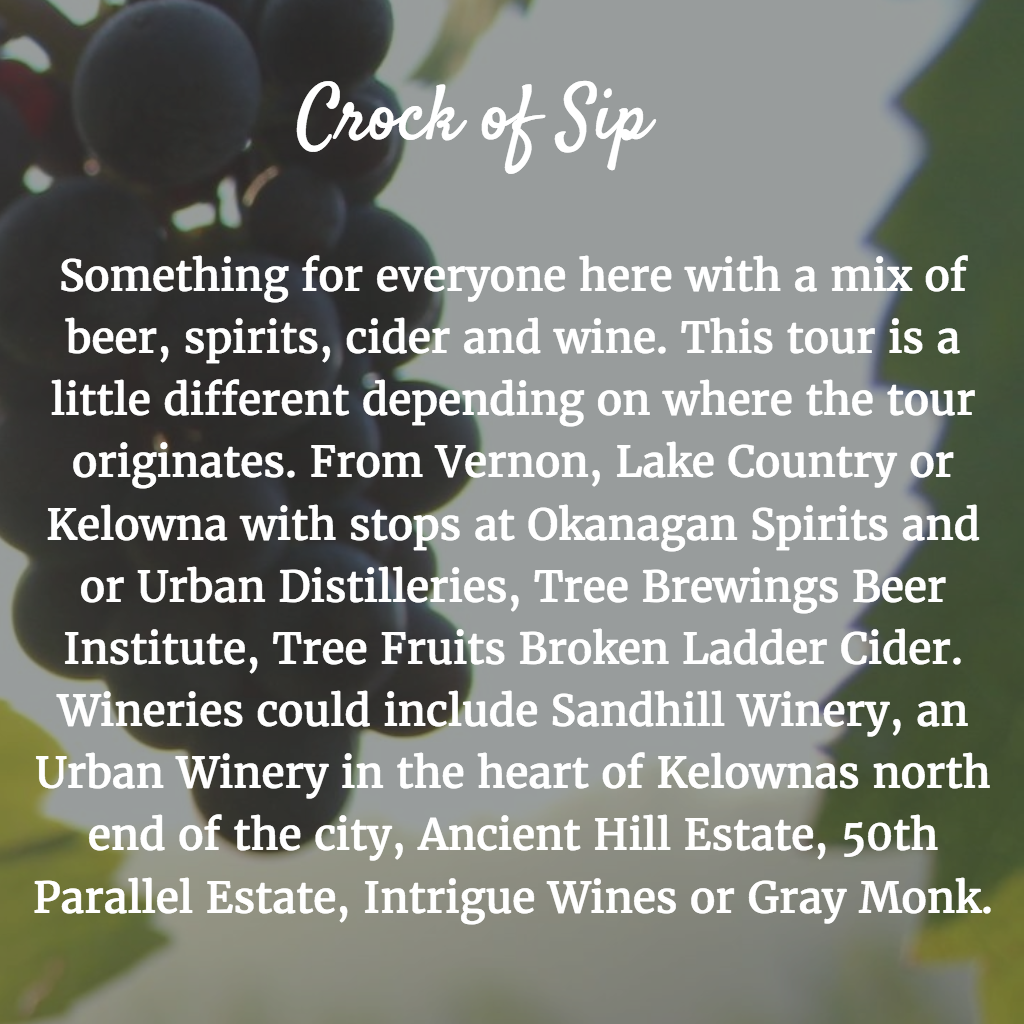 Crock of Sip
Something for everyone here with a mix of
beer, spirits, cider and wine. This tour is a
little different depending on where the tour
originates. From Vernon, Lake Country or
Kelowna with stops at Okanagan Spirits and
or Urban Distilleries, Tree Brewings Beer
Institute, Tree Fruits Broken Ladder Cider.
Wineries could include Sandhill Winery, an
Urban Winery in the heart of Kelownas north
end of the city, Ancient Hill Estate, 50th
Parallel Estate, Intrigue Wines or Gray Monk.